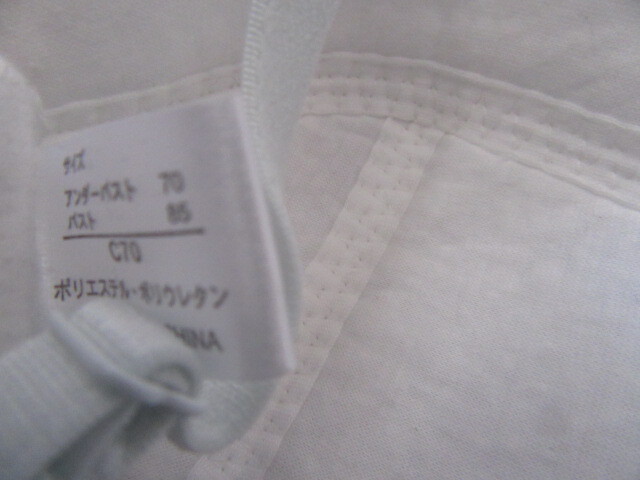 サイズ
アンダーバスト 70
バスト 85
C70
ポリエステル・ポリウレタン